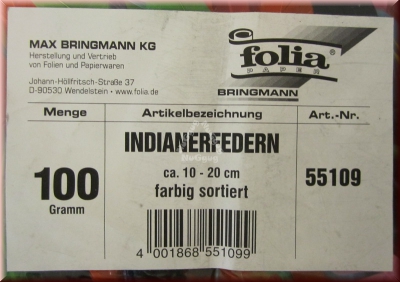 MAX BRINGMANN KG
Herstellung und Vertrieb
von Folien und Papierwaren
Johann-Höllfritsch-Straße 37
D-90530 Wendelstein • www.folia.de
folia
PAPER
BRINGMANN
Menge
Artikelbezeichnung
Art.-Nr.
100
Gramm
INDIANERFEDERN
ca. 10 - 20 cm
farbig sortiert
55109
4 001868 551099